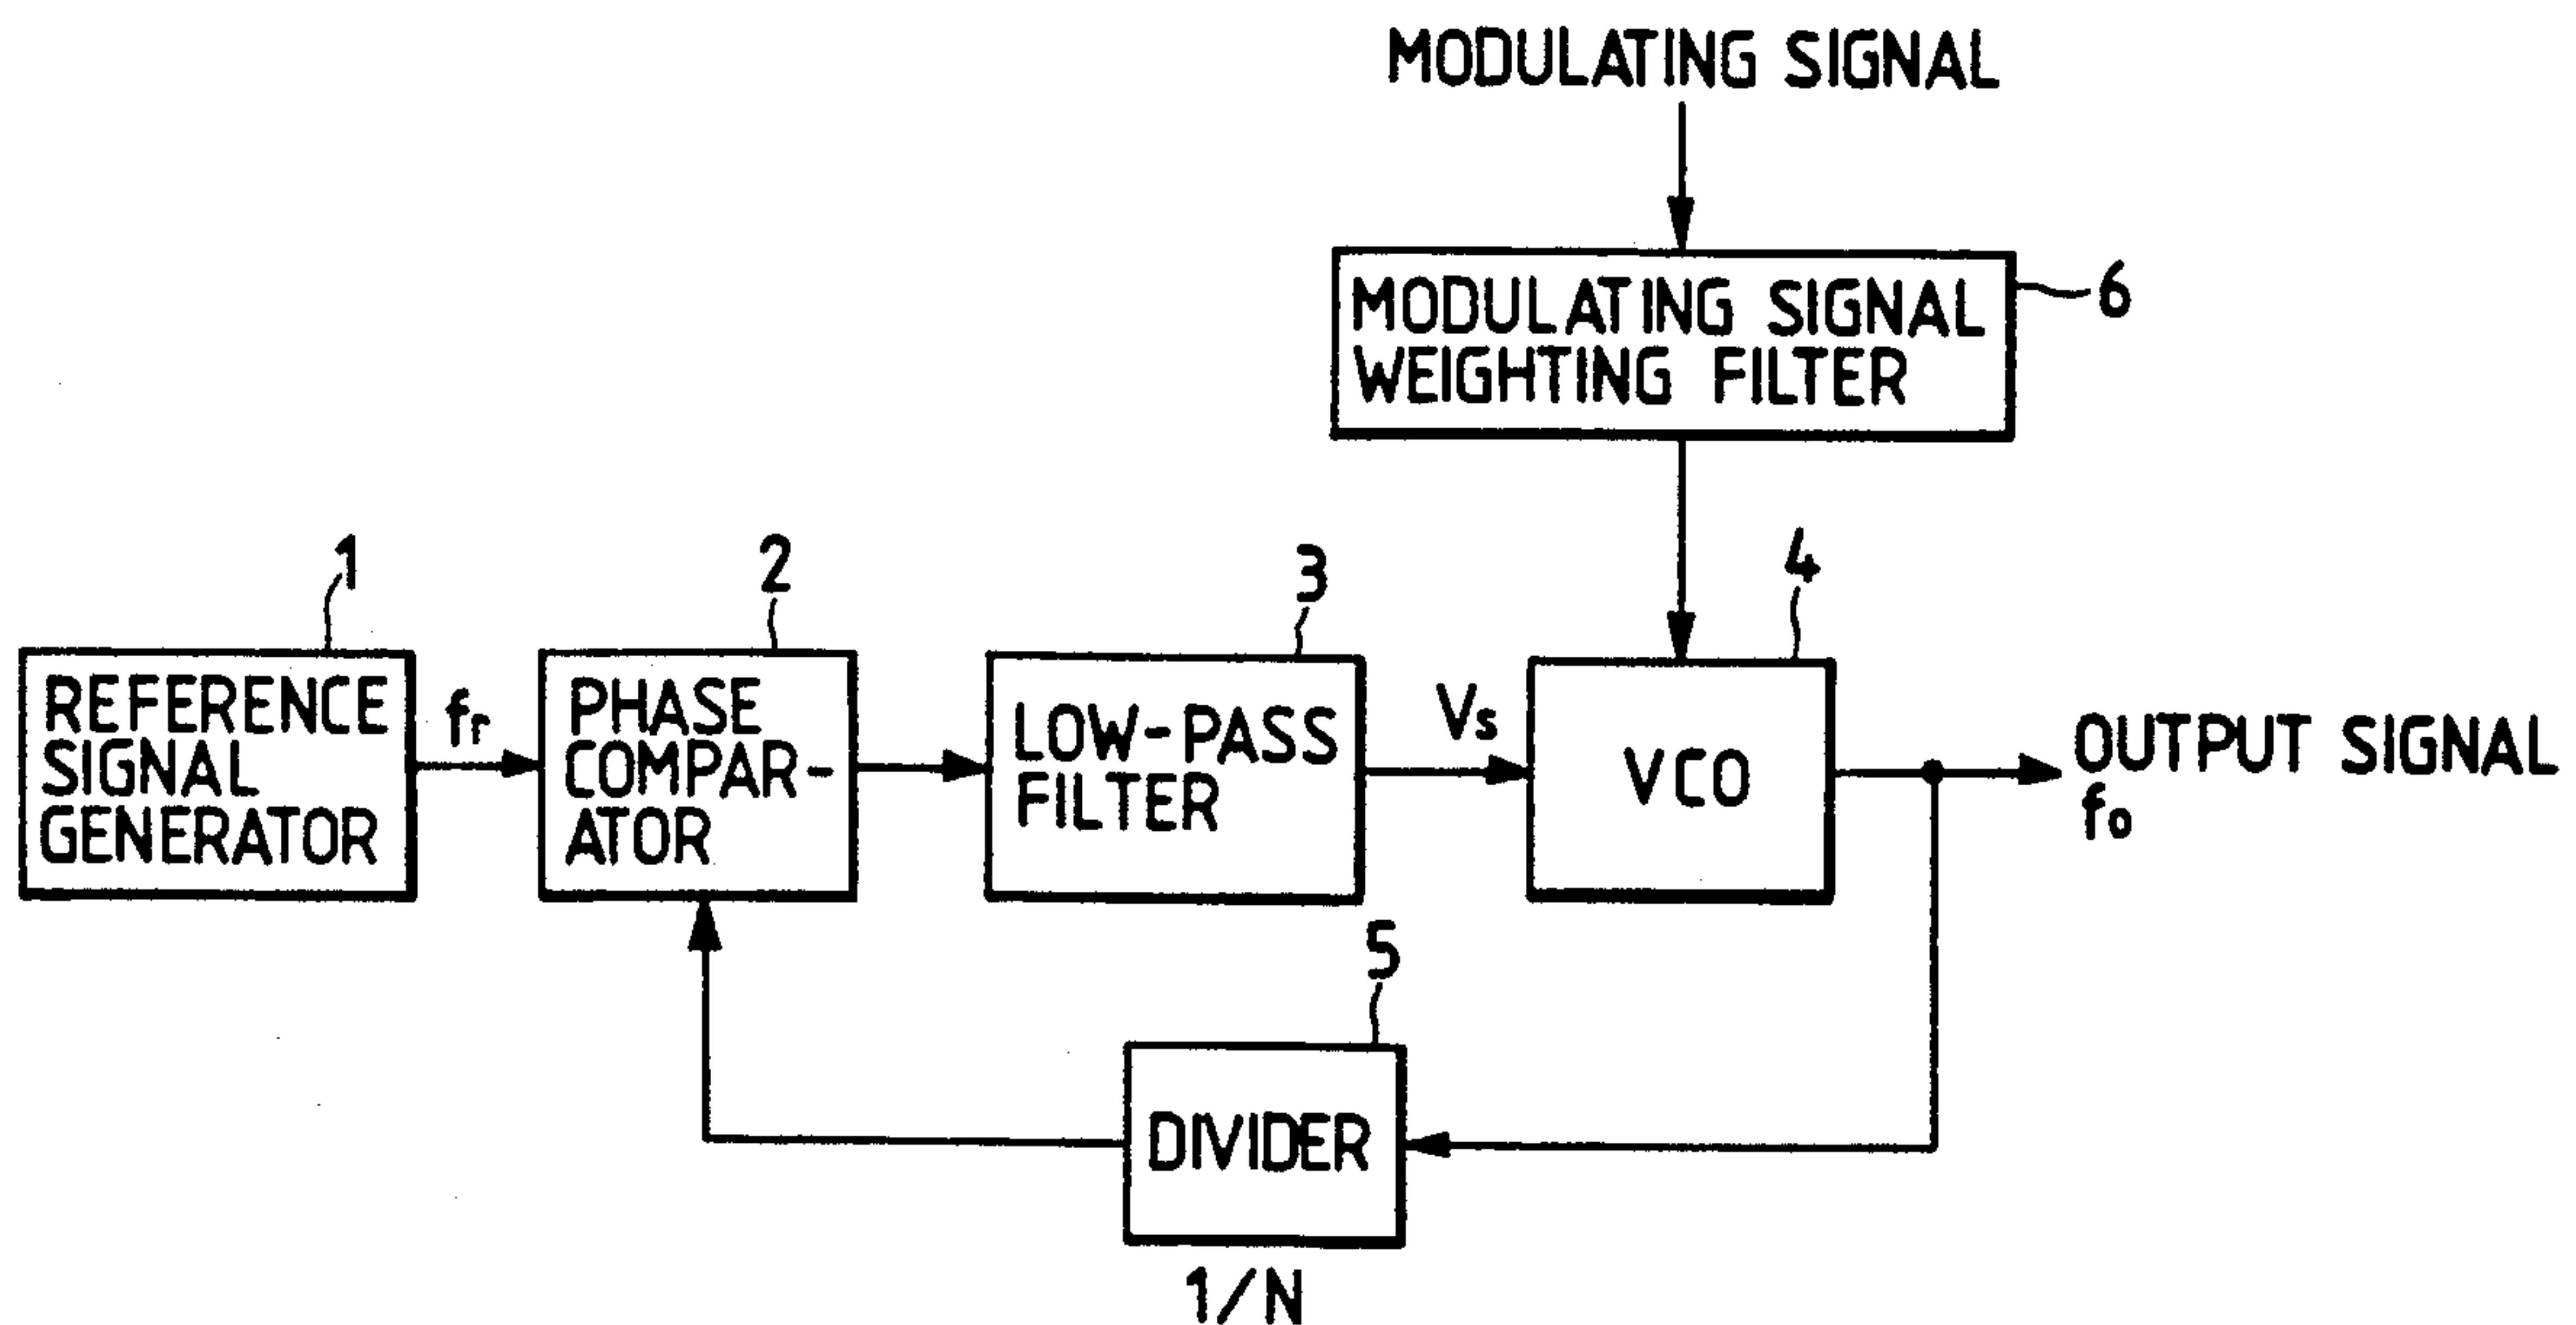 MODULATING SIGNAL
MODULATING SIGNAL
WEIGHTING FILTER
6
1
2
3
4
REFERENCE
SIGNAL
GENERATOR
fr
PHASE
COMPAR-
ATOR
LOW-PASS
FILTER
Vs
VCO
OUTPUT SIGNAL
fo
5
DIVIDER
1/N